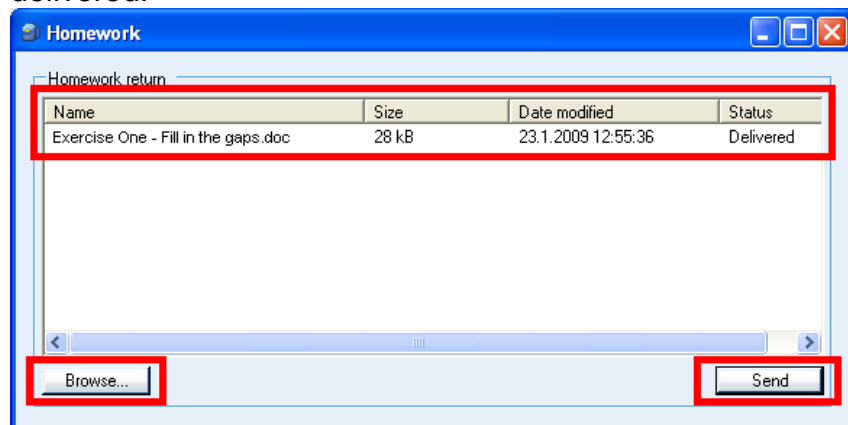 delivered.
Homework
Homework return
Name Size Date modified Status
Exercise One - Fill in the gaps.doc 28 kB 23.1.2009 12:55:36 Delivered
Browse... Send